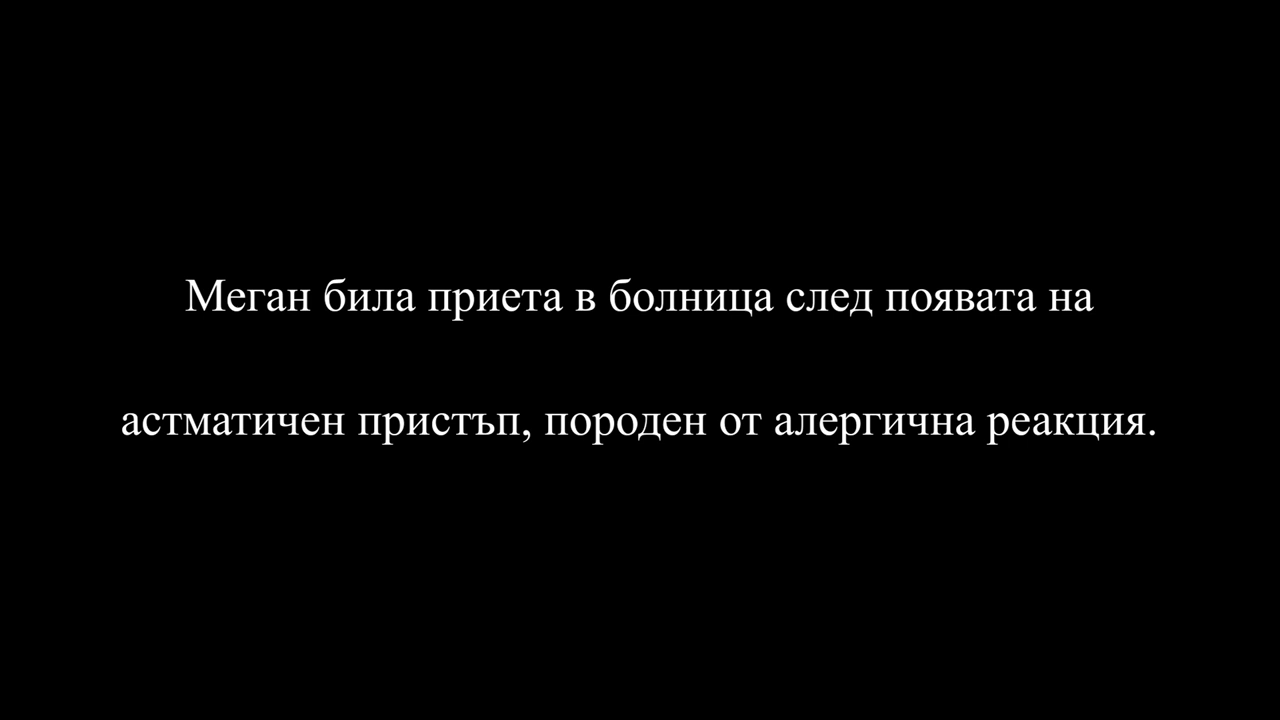 Меган била приета в болница след появата на
астматичен пристъп, породен от алергична реакция.